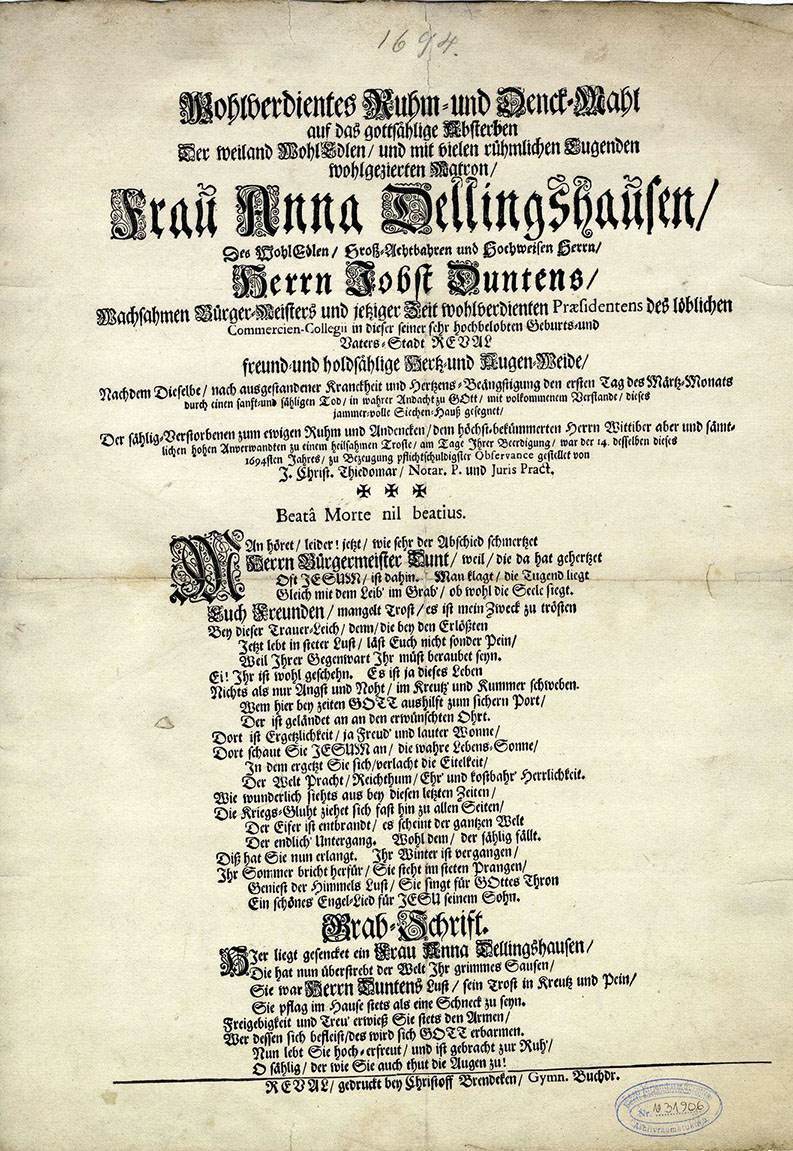 1694.
Wohlverdientes Ruhm-und Denck-Mahl
auf das gottsählige Absterben
Der weiland WohlEdlen/ und mit vielen rühmlichen Tugenden
wohlgezierten Matron/
Fraŭ Anna Dellingshaŭsen/
Des WohlEdlen/ Groß-Achtbahren und Hochweisen Herrn/
Herrn Jobst Duntens/
Wachsahmen Bürger-Meisters und jetziger Zeit wohlverdienten Præsidentens des löblichen
Commercien-Collegii in dieser seiner sehr hochbelobten Geburts-und
Vaters-Stadt REVAL
freund-und holdsählige Hertz-und Augen-Weide/
Nachdem Dieselbe/ nach ausgestandener Kranckheit und Hertzens-Beängstigung den ersten Tag des Märtz-Monats
durch einen sanft-und sähligen Tod/ in wahrer Andacht zu GOtt/ mit volkommenem Verstande/ dieses
jammer-volle Siechen-Hauß gesegnet/
Der sählig-Verstorbenen zum ewigen Ruhm und Andencken/ dem höchst-bekümmerten Herrn Wittiber aber und sämt-
lichen hohen Anverwandten zu einem heilsahmen Troste/ am Tage Ihrer Beerdigung/ war der 14. desselben dieses
1694sten Jahres/ zu Bezeugung pflichtschuldigster Observance gestellet von
J. Christ. Thiedomar/ Notar. P. und Juris Pract.
✠ ✠ ✠
Beatâ Morte nil beatius.
MAn höret/ leider! jetzt/ wie sehr der Abschied schmertzet
Herrn Bürgermeister Dunt/ weil/ die da hat gehertzet
Oft JESUM/ ist dahin. Man klagt/ die Tugend liegt
Gleich mit dem Leib' im Grab'/ ob wohl die Seele siegt.
Euch Freunden/ mangelt Trost/ es ist mein Zweck zu trösten
Bey dieser Trauer-Leich/ denn/ die bey den Erlößten
Jetzt lebt in steter Lust/ läst Euch nicht sonder Pein/
Weil Ihrer Gegenwart Ihr müst beraubet seyn.
Ei! Ihr ist wohl geschehn. Es ist ja dieses Leben
Nichts als nur Angst und Noht/ im Kreutz und Kummer schweben.
Wem hier bey zeiten GOTT aushilft zum sichern Port/
Der ist geländet an an den erwünschten Ohrt.
Dort ist Ergetzlichkeit/ ja Freud' und lauter Wonne/
Dort schaut Sie JESUM an/ die wahre Lebens-Sonne/
In dem ergetzt Sie sich/verlacht die Eitelkeit/
Der Welt Pracht/ Reichthum/ Ehr' und kostbahr' Herrlichkeit.
Wie wunderlich siehts aus bey diesen letzten Zeiten/
Die Kriegs-Gluht ziehet sich fast hin zu allen Seiten/
Der Eifer ist entbrandt/ es scheint der gantzen Welt
Der endlich' Untergang. Wohl dem/ der sählig fällt.
Diß hat Sie nun erlangt. Ihr Winter ist vergangen/
Ihr Sommer bricht herfür/ Sie steht im steten Prangen/
Geniest der Himmels Lust/ Sie singt für GOttes Thron
Ein schönes Engel-Lied für JESU seinem Sohn.
Grab-Schrift.
HJer liegt gesencket ein Frau Anna Dellingshausen/
Die hat nun überstrebt der Welt Ihr grimmes Sausen/
Sie war Herrn Duntens Lust/ sein Trost in Kreutz und Pein/
Sie pflag im Hause stets als eine Schneck zu seyn.
Freigebigkeit und Treu' erwieß Sie stets den Armen/
Wer dessen sich befleist/des wird sich GOTT erbarmen.
Nun lebt Sie hoch-erfreut/ und ist gebracht zur Ruh'/
O sählig/ der wie Sie auch thut die Augen zu!
REVAL/ gedruckt bey Christoff Brendeken/ Gymn. Buchdr.
Nr. 31906